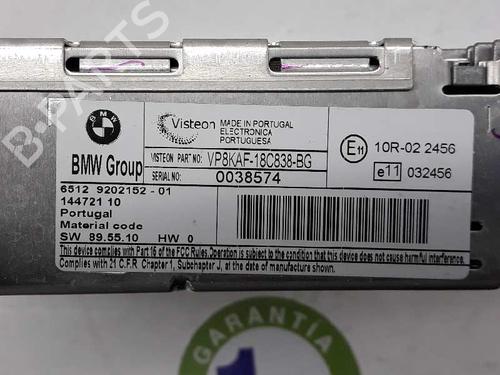 B-PARTS
BMW
BMW Group
Visteon
MADE IN PORTUGAL
ELECTRONICA
PORTUGUESA
VISTEON PART NO: VP8KAF-18C838-BG
SERIAL NO: 0038574
E11 10R-02 2456
e11 032456
6512 9202152-01
144721 10
Portugal
Material code
SW 89.55.10 HW 0
This device complies with Part 15 of the FCC Rules.Operation is subject to the condition that this device does not cause harmful interference.
Complies with 21 C.F.R Chapter 1, Subchapter J, at the date of manufacture shown.
GARANTIA
1